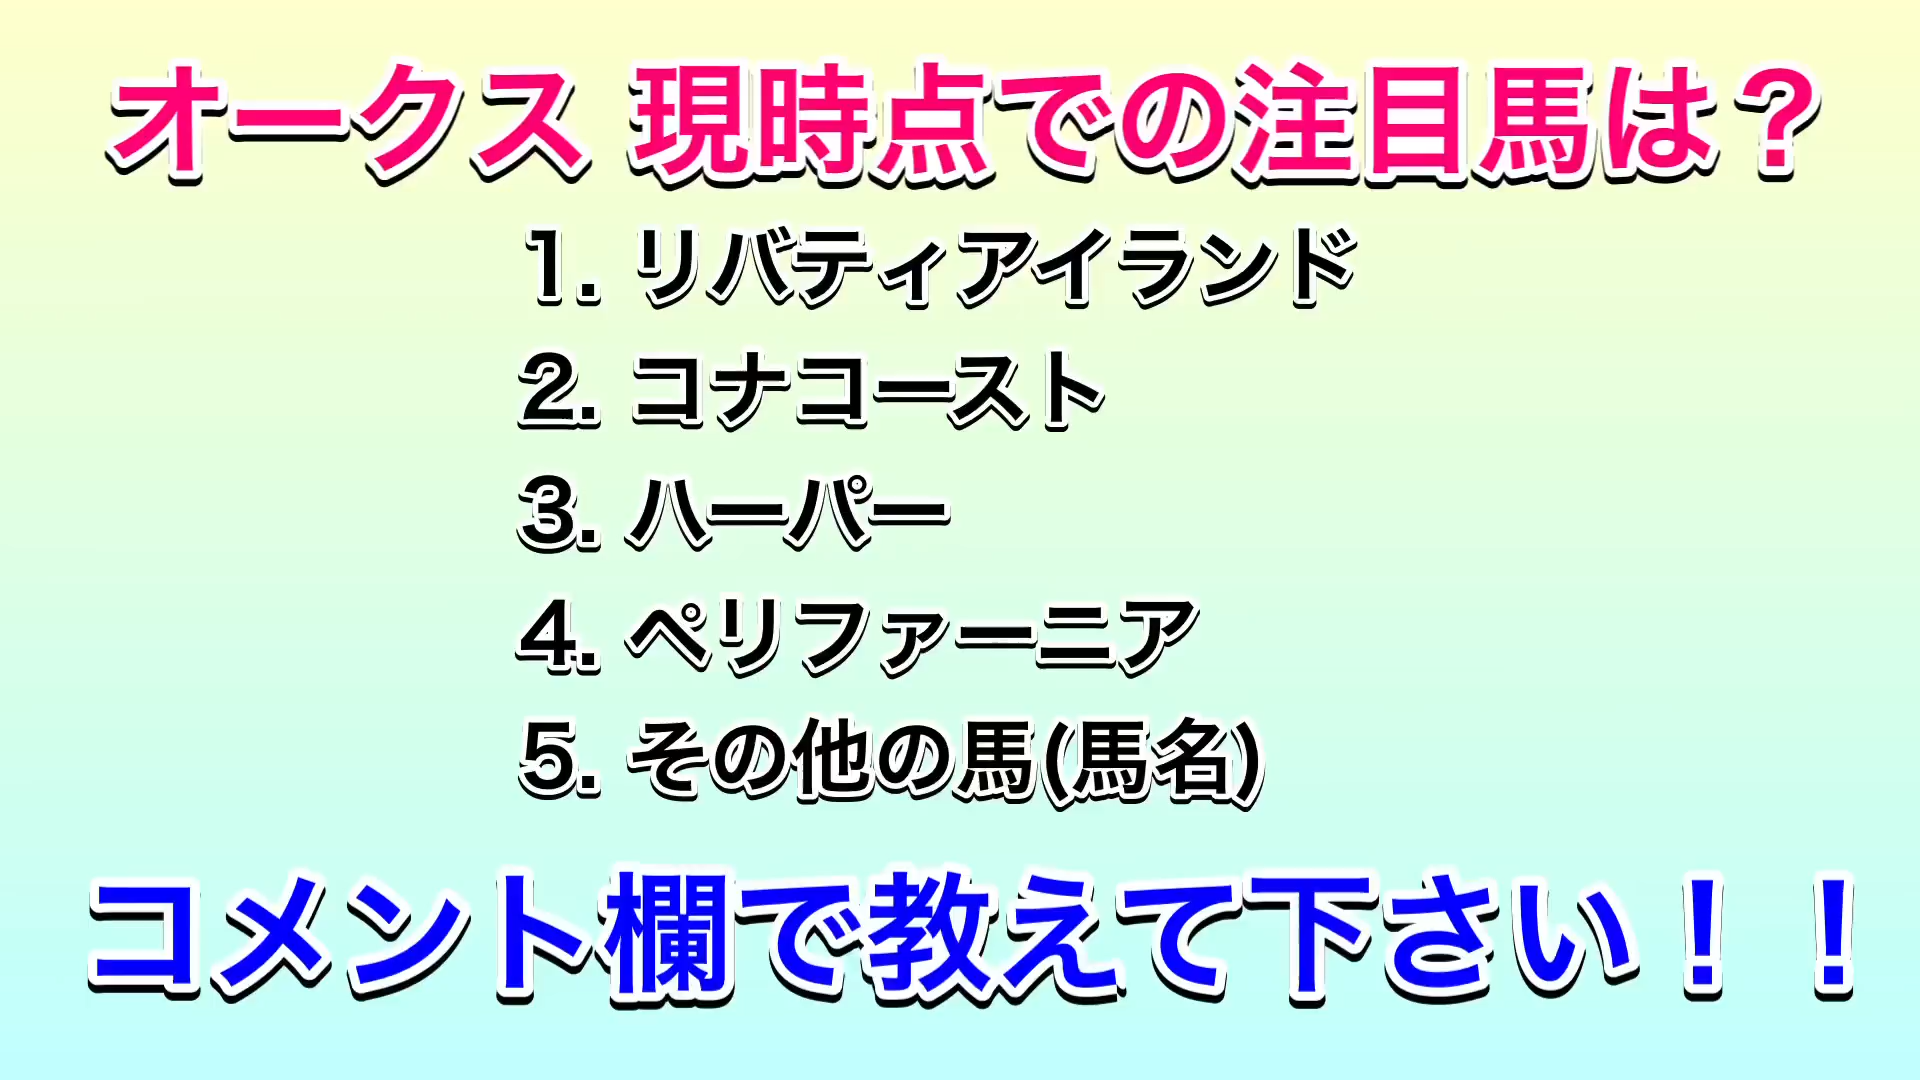 オークス 現時点での注目馬は？
1. リバティアイランド
2. コナコースト
3. ハーパー
4. ペリファーニア
5. その他の馬(馬名)
コメント欄で教えて下さい！！